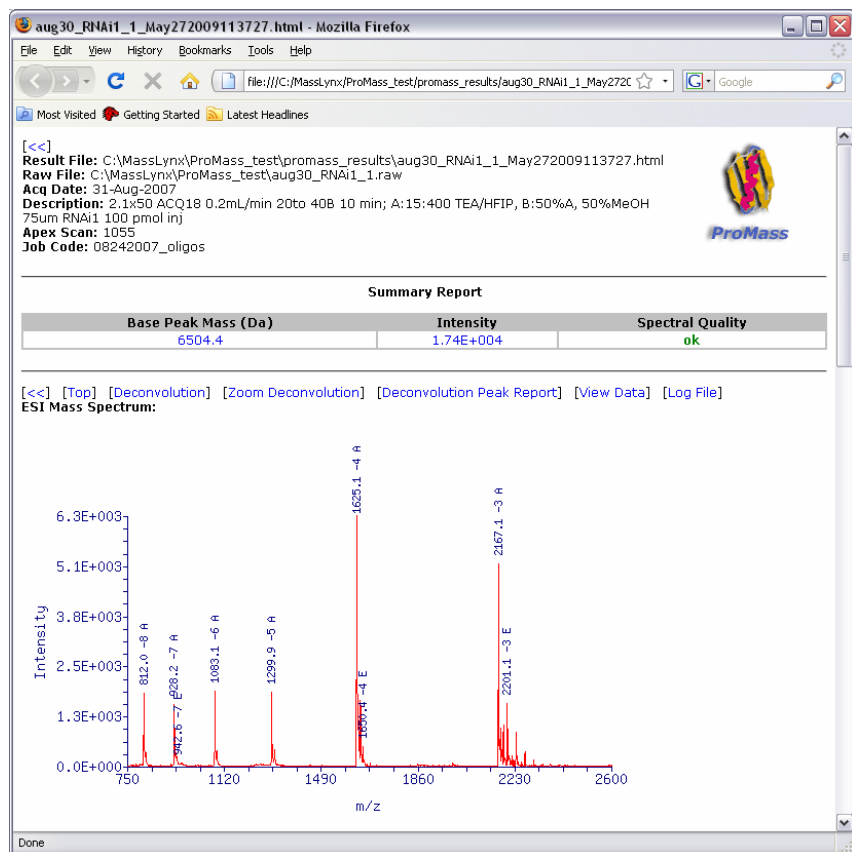 aug30_RNAi1_1_May272009113727.html - Mozilla Firefox
File Edit View History Bookmarks Tools Help
file:///C:/MassLynx/ProMass_test/promass_results/aug30_RNAi1_1_May2720 G Google
Most Visited Getting Started Latest Headlines
[<<]
Result File: C:\MassLynx\ProMass_test\promass_results\aug30_RNAi1_1_May272009113727.html
Raw File: C:\MassLynx\ProMass_test\aug30_RNAi1_1.raw
Acq Date: 31-Aug-2007
Description: 2.1x50 ACQ18 0.2mL/min 20to 40B 10 min; A:15:400 TEA/HFIP, B:50%A, 50%MeOH
75um RNAi1 100 pmol inj
Apex Scan: 1055
Job Code: 08242007_oligos
ProMass
Summary Report
Base Peak Mass (Da) Intensity Spectral Quality
6504.4 1.74E+004 ok
[<<] [Top] [Deconvolution] [Zoom Deconvolution] [Deconvolution Peak Report] [View Data] [Log File]
ESI Mass Spectrum:
Intensity
6.3E+003
5.1E+003
3.8E+003
2.5E+003
1.3E+003
0.0E+000
812.0 -8 A
928.2 -7 A
942.6 -7 E
1083.1 -6 A
1299.9 -5 A
1625.1 -4 A
1650.4 -4 E
2167.1 -3 A
2201.1 -3 E
750 1120 1490 1860 2230 2600
m/z
Done